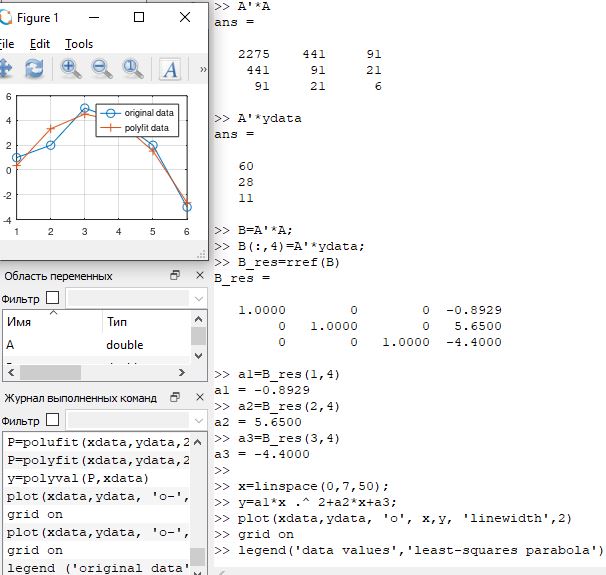 Figure 1
File Edit Tools
A »
original data
polyfit data
6
4
2
0
-2
-4
1 2 3 4 5 6
Область переменных
Фильтр
Имя Тип
A double
Журнал выполненных команд
Фильтр
P=polufit(xdata,ydata,2
P=polyfit(xdata,ydata,2
y=polyval(P,xdata)
plot(xdata,ydata, 'o-',
grid on
plot(xdata,ydata, 'o-',
grid on
legend ('original data'
>> A'*A
ans =
2275 441 91
441 91 21
91 21 6
>> A'*ydata
ans =
60
28
11
>> B=A'*A;
>> B(:,4)=A'*ydata;
>> B_res=rref(B)
B_res =
1.0000 0 0 -0.8929
0 1.0000 0 5.6500
0 0 1.0000 -4.4000
>> a1=B_res(1,4)
a1 = -0.8929
>> a2=B_res(2,4)
a2 = 5.6500
>> a3=B_res(3,4)
a3 = -4.4000
>>
>> x=linspace(0,7,50);
>> y=a1*x .^ 2+a2*x+a3;
>> plot(xdata,ydata, 'o', x,y, 'linewidth',2)
>> grid on
>> legend('data values','least-squares parabola')